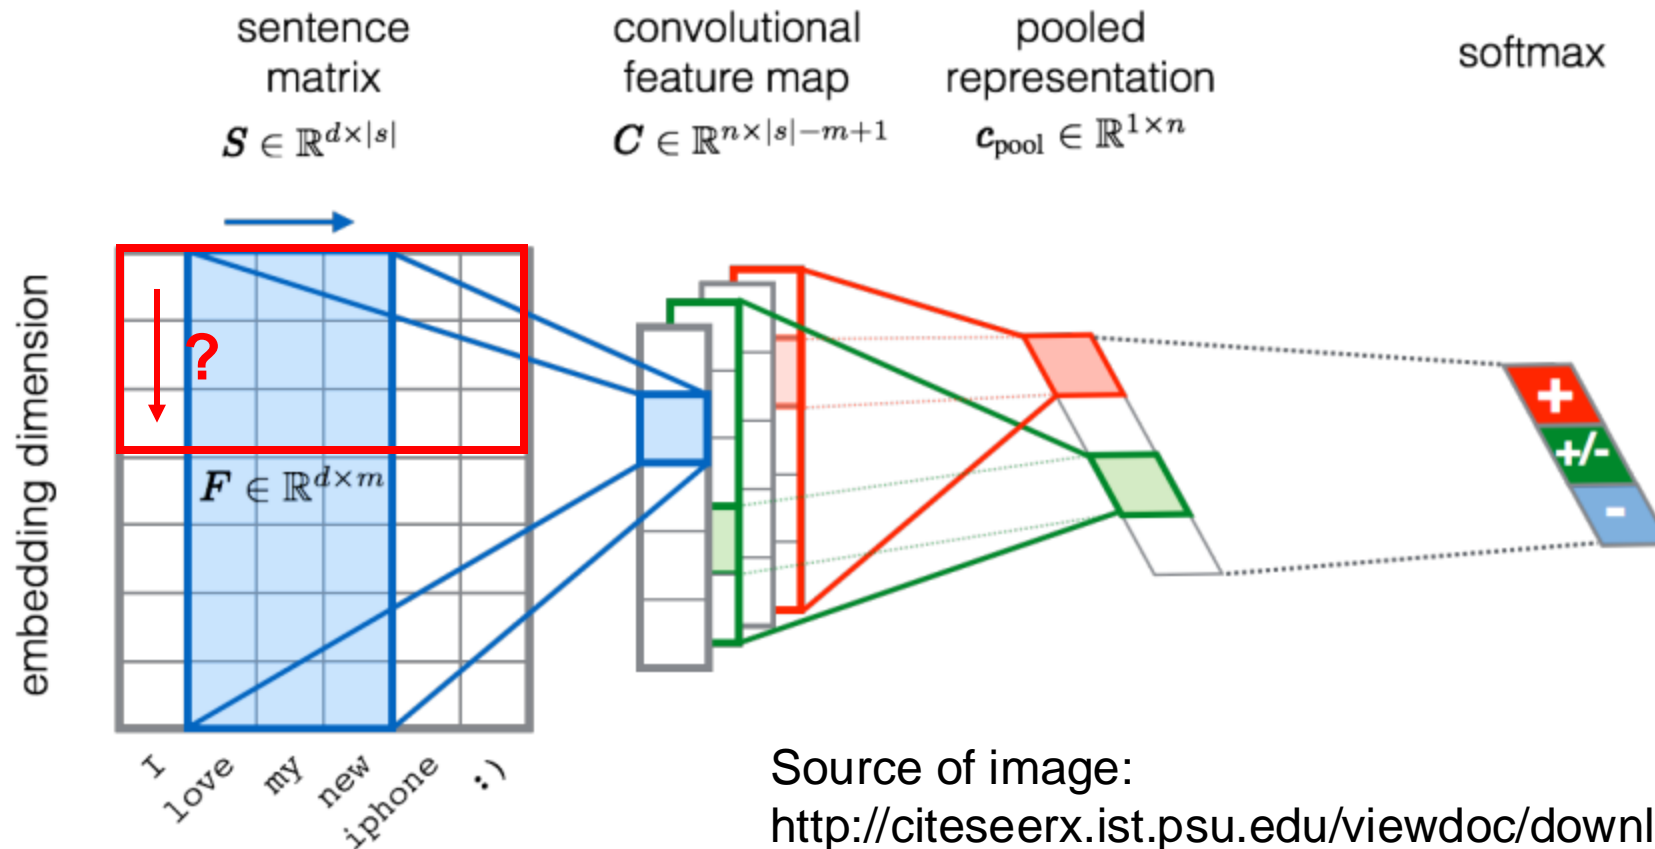 sentence
matrix
S ∈ ℝ^{d×|s|}
convolutional
feature map
C ∈ ℝ^{n×|s|−m+1}
pooled
representation
c_pool ∈ ℝ^{1×n}
softmax
embedding dimension
?
F ∈ ℝ^{d×m}
+
+/-
-
I
love
my
new
iphone
:)
Source of image:
http://citeseerx.ist.psu.edu/viewdoc/downl